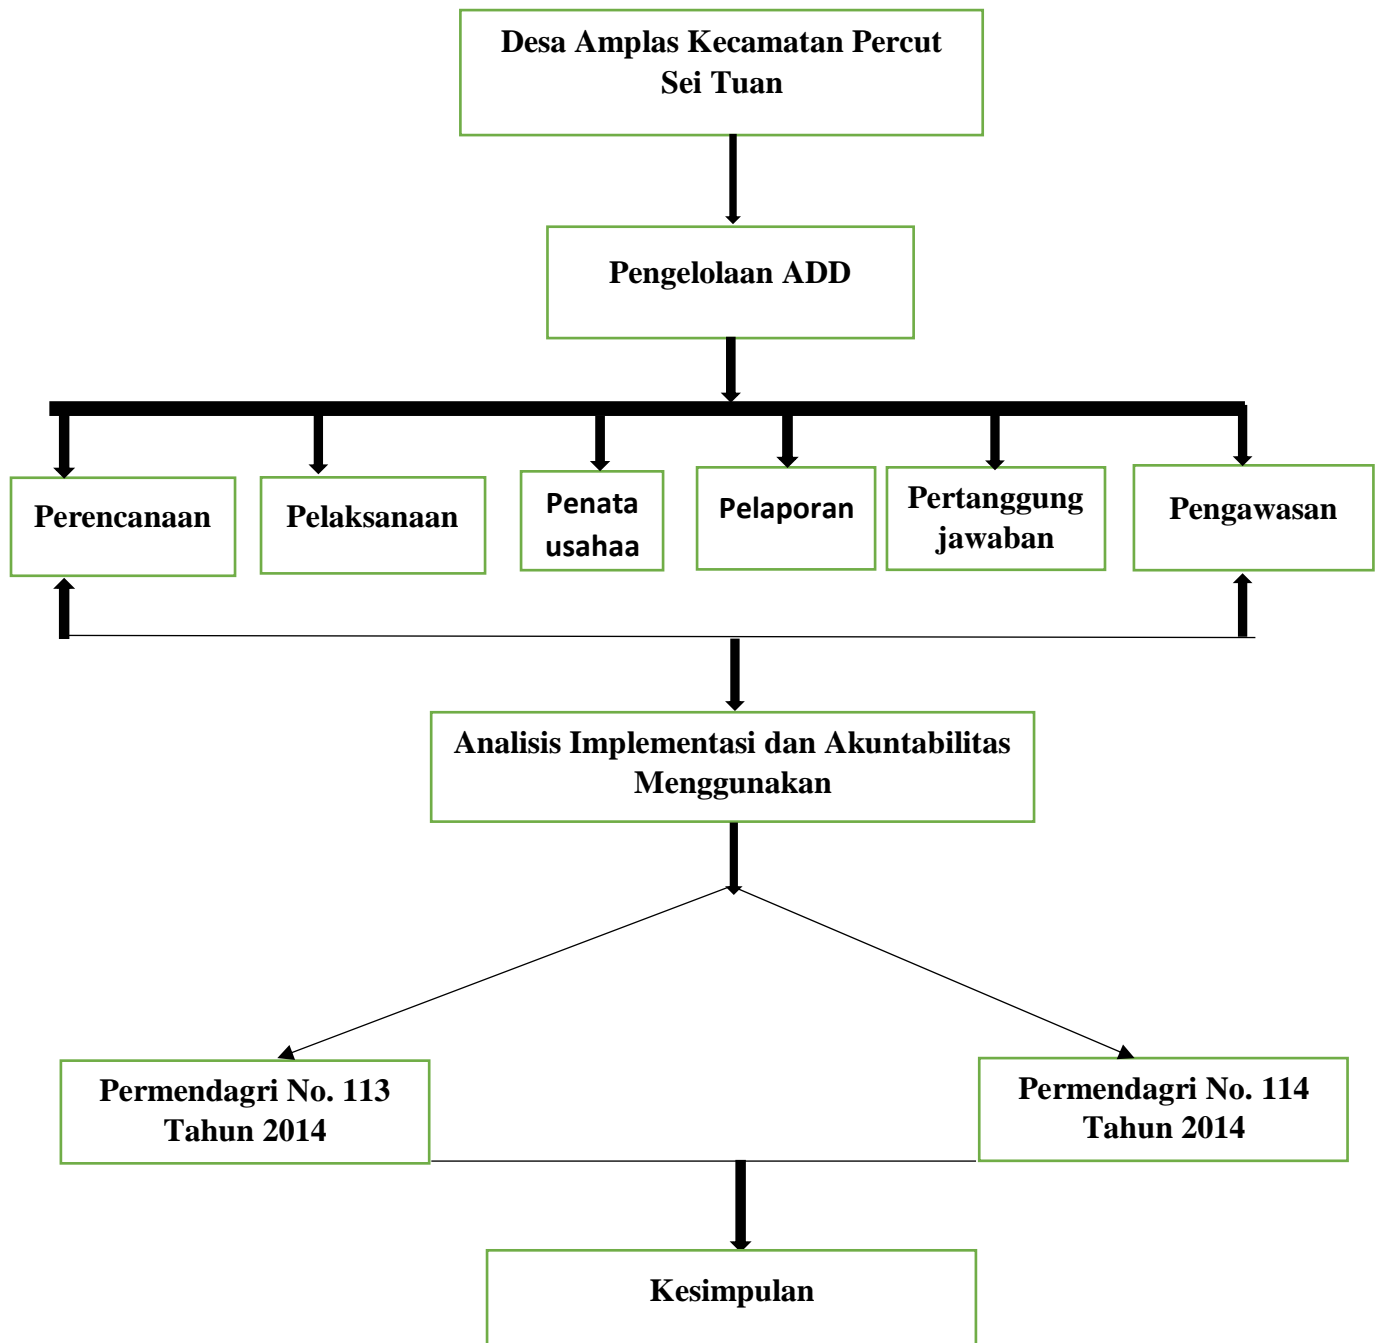 Desa Amplas Kecamatan Percut
Sei Tuan
Pengelolaan ADD
Perencanaan
Pelaksanaan
Penata
usahaa
Pelaporan
Pertanggung
jawaban
Pengawasan
Analisis Implementasi dan Akuntabilitas
Menggunakan
Permendagri No. 113
Tahun 2014
Permendagri No. 114
Tahun 2014
Kesimpulan